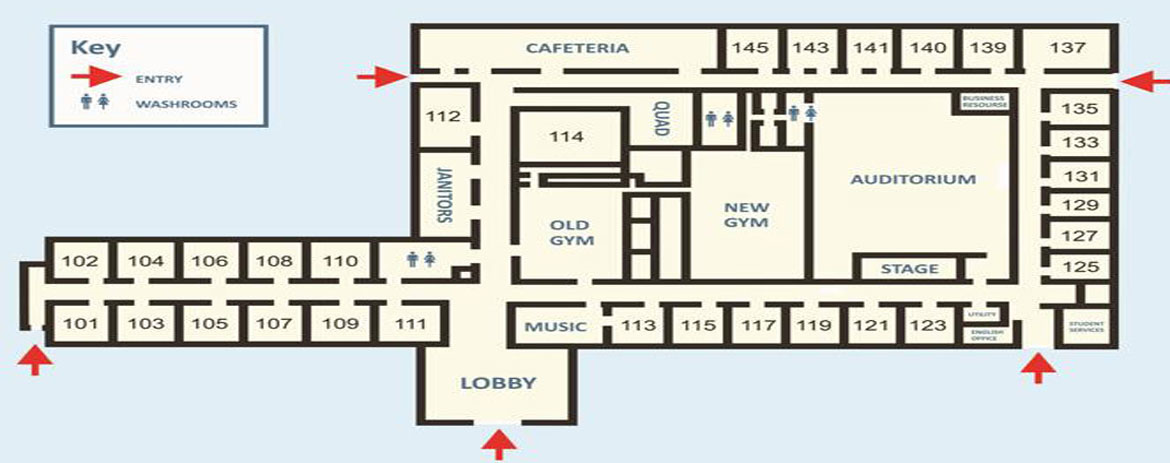 Key
ENTRY
WASHROOMS
CAFETERIA
145
143
141
140
139
137
112
114
QUAD
BUSINESS
RESOURSE
135
133
131
129
127
125
JANITORS
OLD
GYM
NEW
GYM
AUDITORIUM
STAGE
102
104
106
108
110
101
103
105
107
109
111
MUSIC
113
115
117
119
121
123
UTILITY
ENGLISH
OFFICE
STUDENT
SERVICES
LOBBY